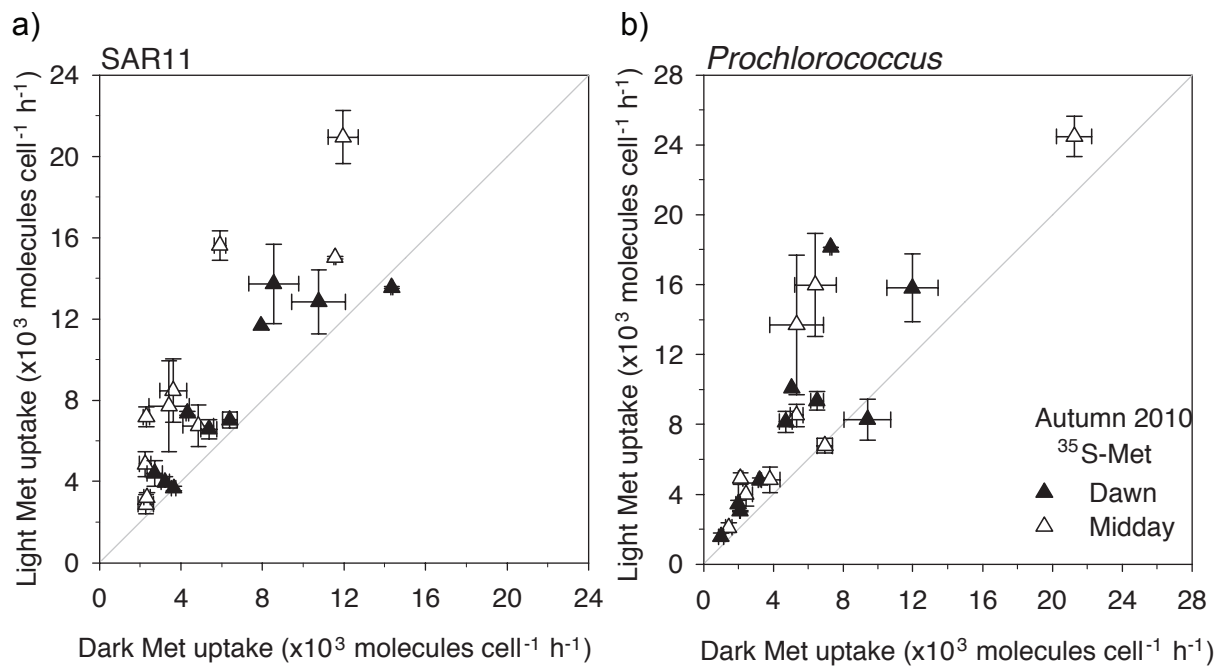 a)
SAR11
Light Met uptake (x10³ molecules cell⁻¹ h⁻¹)
24
20
16
12
8
4
0
0 4 8 12 16 20 24
Dark Met uptake (x10³ molecules cell⁻¹ h⁻¹)
b)
Prochlorococcus
Light Met uptake (x10³ molecules cell⁻¹ h⁻¹)
28
24
20
16
12
8
4
0
Autumn 2010
³⁵S-Met
Dawn
Midday
0 4 8 12 16 20 24 28
Dark Met uptake (x10³ molecules cell⁻¹ h⁻¹)